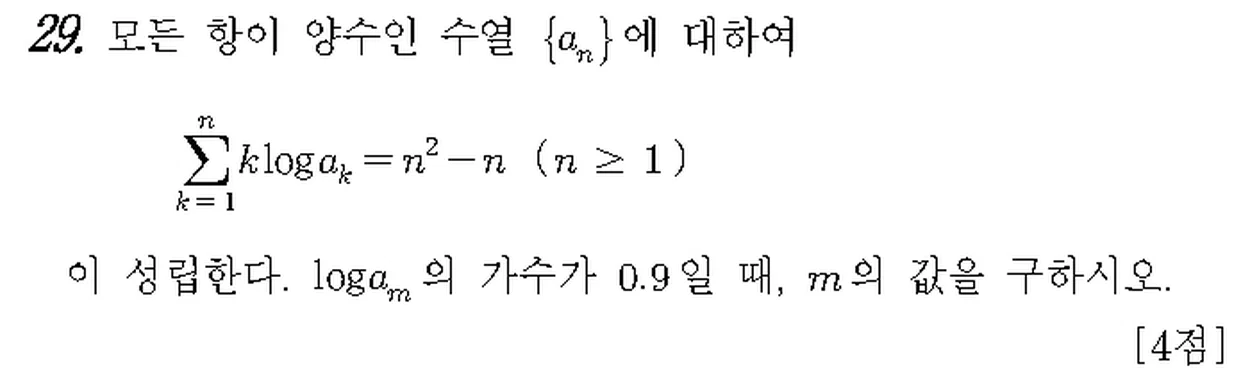 29. 모든 항이 양수인 수열 {aₙ}에 대하여
∑ₖ₌₁ⁿ k log aₖ = n² − n (n ≥ 1)
이 성립한다. log aₘ의 가수가 0.9일 때, m의 값을 구하시오.
[4점]